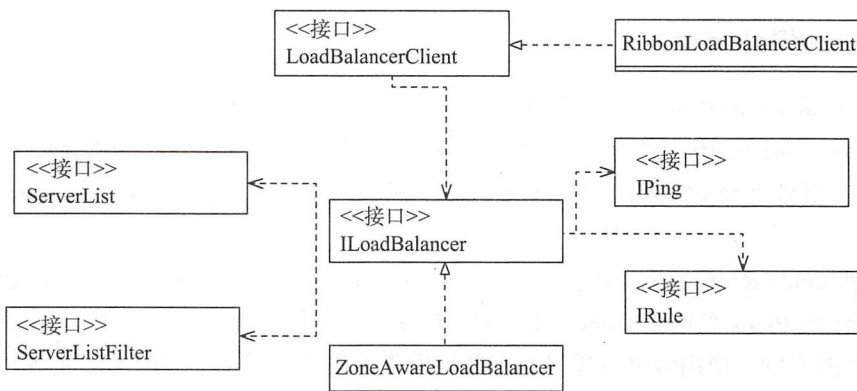 <<接口>>
LoadBalancerClient
RibbonLoadBalancerClient
<<接口>>
ServerList
<<接口>>
IPing
<<接口>>
ILoadBalancer
<<接口>>
ServerListFilter
<<接口>>
IRule
ZoneAwareLoadBalancer